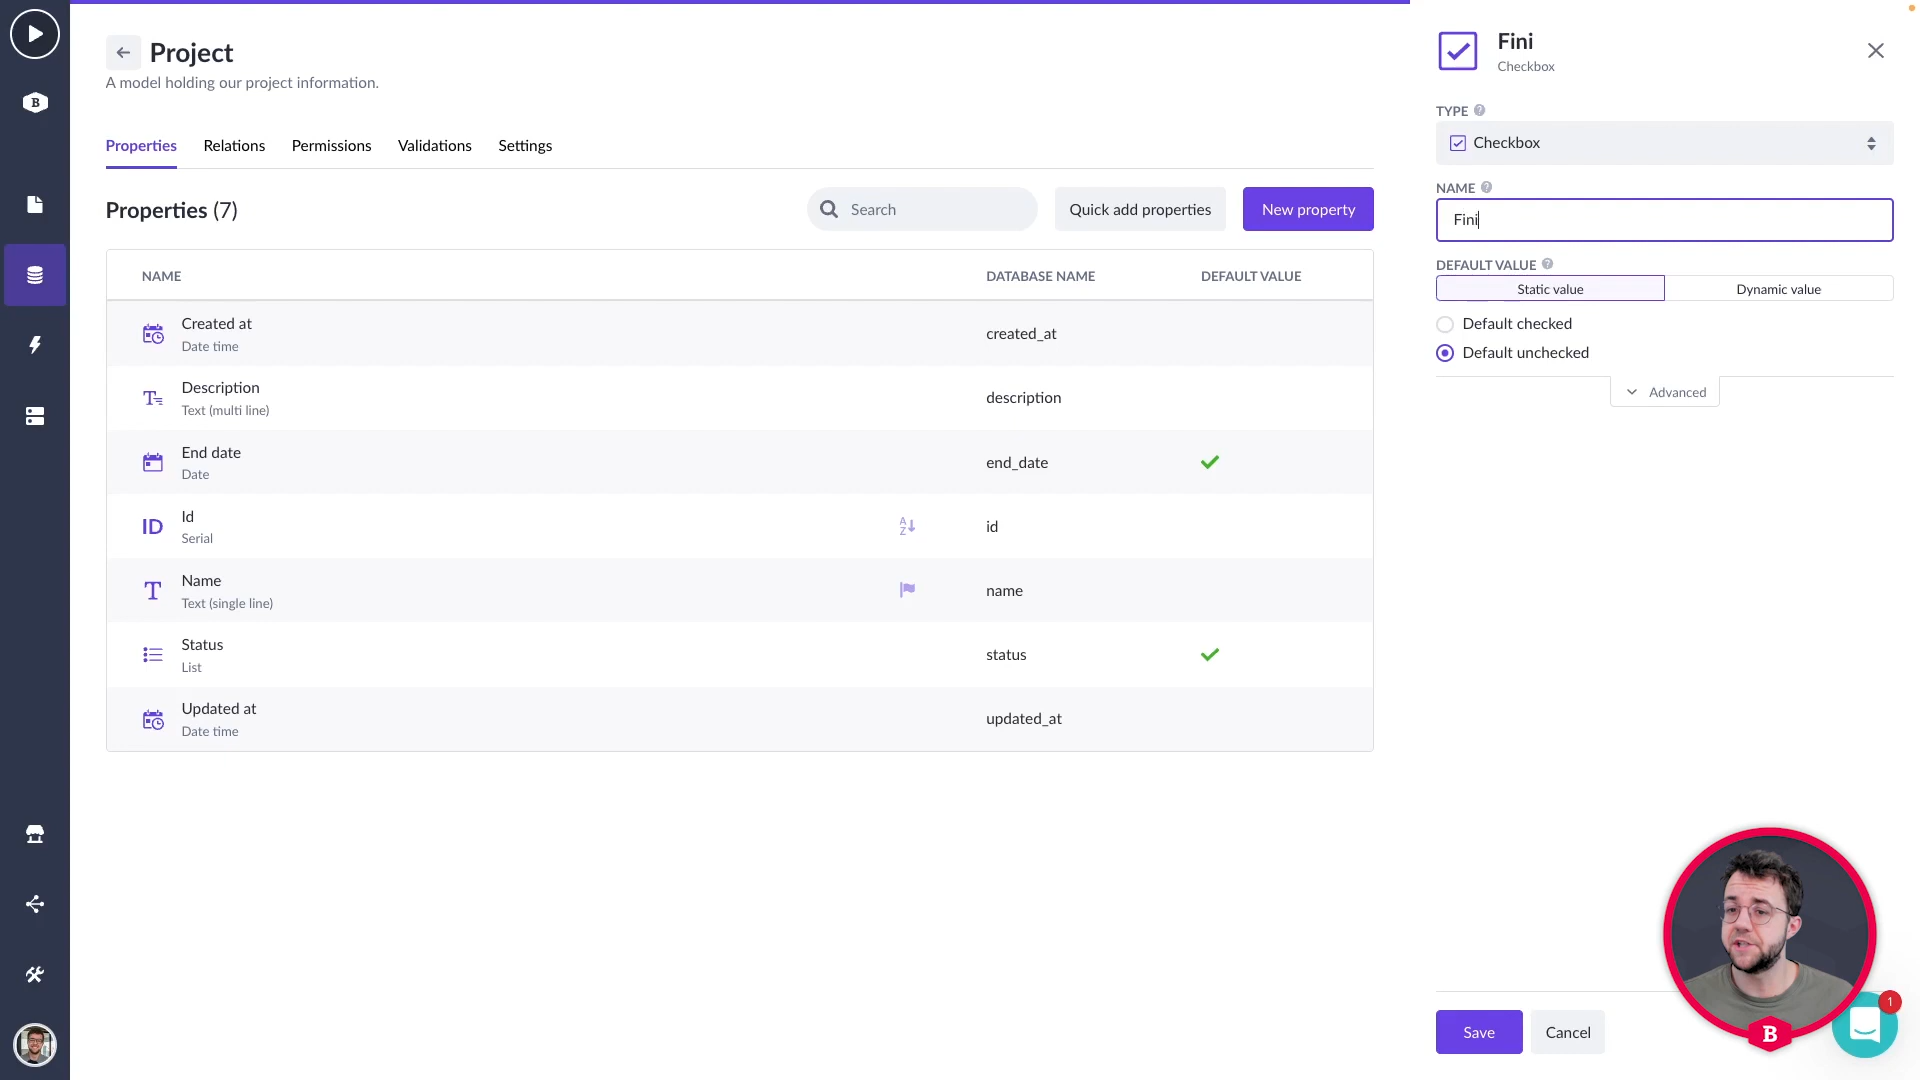 B
Project
A model holding our project information.
Properties Relations Permissions Validations Settings
Properties (7)
Search
Quick add properties
New property
NAME DATABASE NAME DEFAULT VALUE
Created at
Date time
created_at
Description
Text (multi line)
description
End date
Date
end_date
ID
Id
Serial
A
Z
id
T
Name
Text (single line)
name
Status
List
status
Updated at
Date time
updated_at
Fini
Checkbox
TYPE ?
Checkbox
NAME ?
Fini
DEFAULT VALUE ?
Static value Dynamic value
Default checked
Default unchecked
Advanced
Save Cancel
B
1